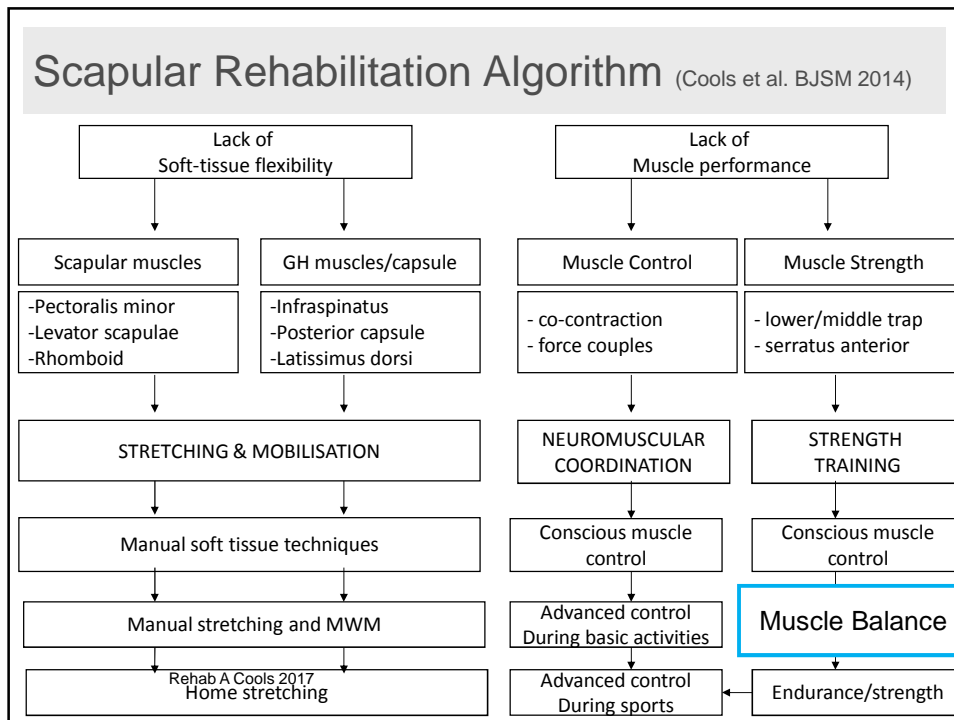 Scapular Rehabilitation Algorithm (Cools et al. BJSM 2014)
Lack of
Soft-tissue flexibility
Lack of
Muscle performance
Scapular muscles
GH muscles/capsule
Muscle Control
Muscle Strength
-Pectoralis minor
-Levator scapulae
-Rhomboid
-Infraspinatus
-Posterior capsule
-Latissimus dorsi
- co-contraction
- force couples
- lower/middle trap
- serratus anterior
STRETCHING & MOBILISATION
NEUROMUSCULAR
COORDINATION
STRENGTH
TRAINING
Manual soft tissue techniques
Conscious muscle
control
Conscious muscle
control
Manual stretching and MWM
Advanced control
During basic activities
Muscle Balance
Rehab A Cools 2017
Home stretching
Advanced control
During sports
Endurance/strength